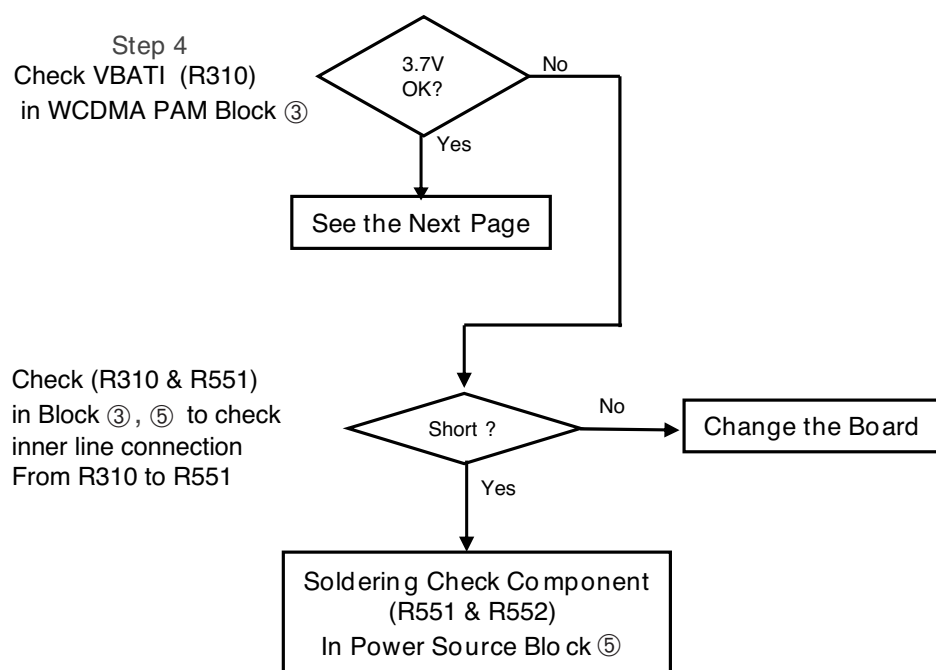 Step 4
Check VBATI (R310)
in WCDMA PAM Block ③
3.7V
OK?
No
Yes
See the Next Page
Check (R310 & R551)
in Block ③, ⑤ to check
inner line connection
From R310 to R551
Short ?
No
Change the Board
Yes
Soldering Check Component
(R551 & R552)
In Power Source Block ⑤